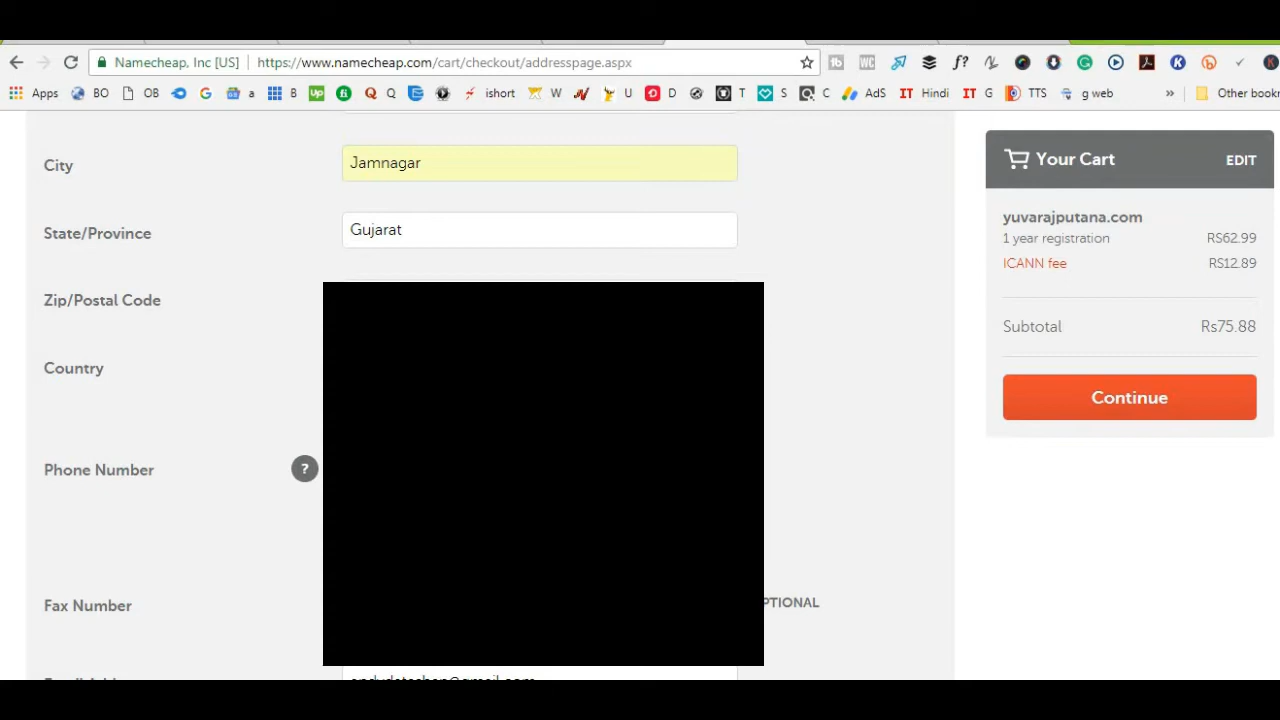 Namecheap, Inc [US] https://www.namecheap.com/cart/checkout/addresspage.aspx
Apps BO OB a B Q ishort W U D T S C AdS Hindi G TTS g web » Other bookr
City Jamnagar
Your Cart EDIT
State/Province Gujarat
yuvarajputana.com
1 year registration RS62.99
ICANN fee RS12.89
Zip/Postal Code
Subtotal Rs75.88
Country
Continue
Phone Number ?
Fax Number PTIONAL